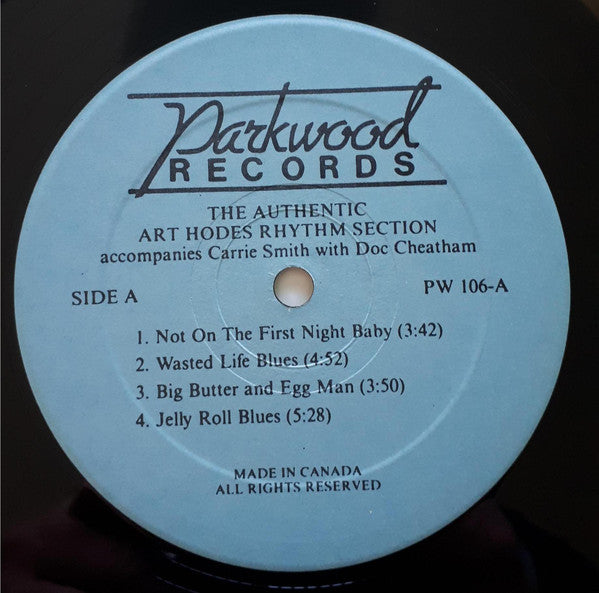 Parkwood
RECORDS
THE AUTHENTIC
ART HODES RHYTHM SECTION
accompanies Carrie Smith with Doc Cheatham
SIDE A
PW 106-A
1. Not On The First Night Baby (3:42)
2. Wasted Life Blues (4:52)
3. Big Butter and Egg Man (3:50)
4. Jelly Roll Blues (5:28)
MADE IN CANADA
ALL RIGHTS RESERVED